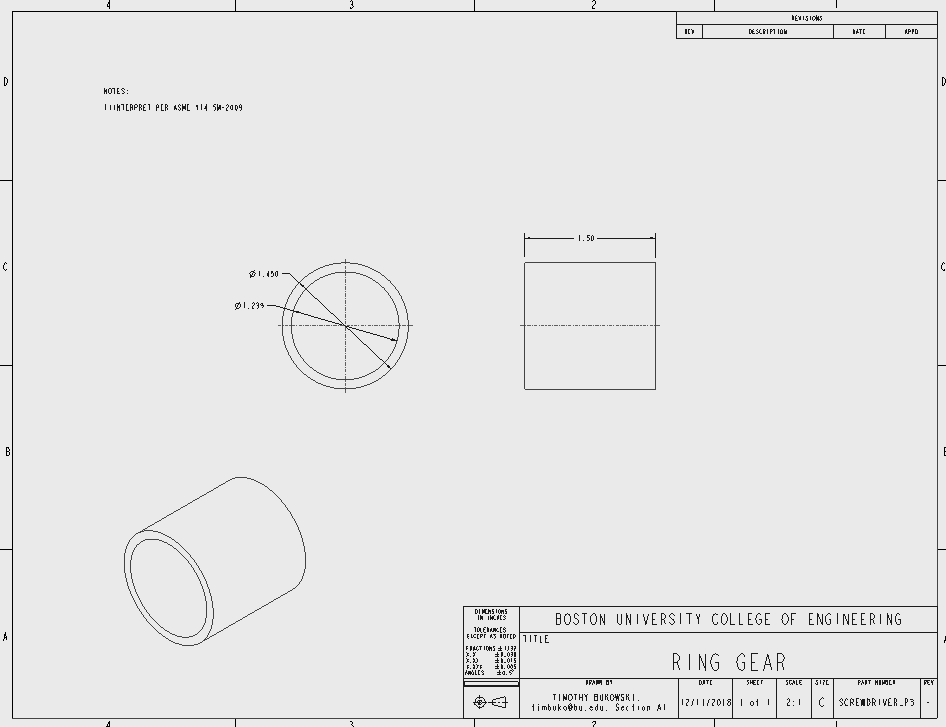 4 3 2 1
REVISIONS
REV DESCRIPTION DATE APPD
D D
NOTES:
1)INTERPRET PER ASME Y14.5M-2009
1.50
C C
Ø1.450
Ø1.239
B B
DIMENSIONS
IN INCHES
TOLERANCES
EXCEPT AS NOTED
FRACTIONS ±1/32
X.X ±0.030
X.XX ±0.015
X.XXX ±0.005
ANGLES ±0.5°
BOSTON UNIVERSITY COLLEGE OF ENGINEERING
A A
TITLE
RING GEAR
DRAWN BY DATE SHEET SCALE SIZE PART NUMBER REV
TIMOTHY BUKOWSKI,
timbuko@bu.edu, Section A1
12/11/2018 1 of 1 2:1 C SCREWDRIVER_P3 -
4 3 2 1